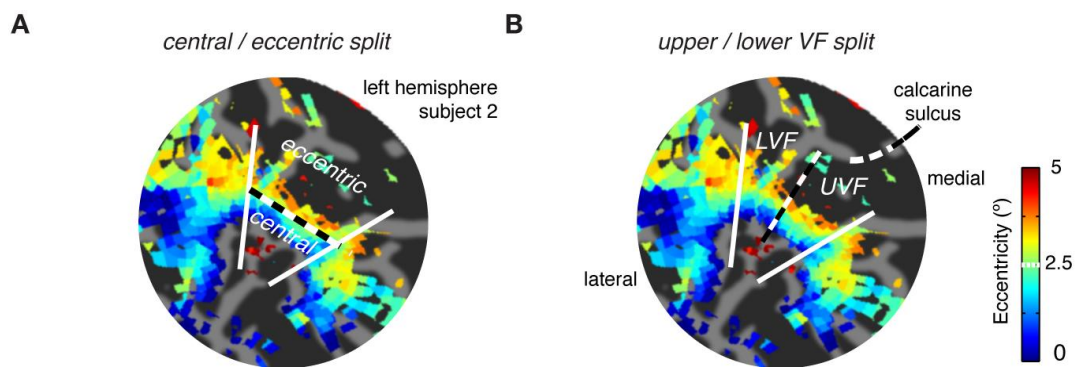 A
central / eccentric split
left hemisphere
subject 2
eccentric
central
B
upper / lower VF split
calcarine
sulcus
LVF
UVF
medial
lateral
Eccentricity (º)
5
2.5
0